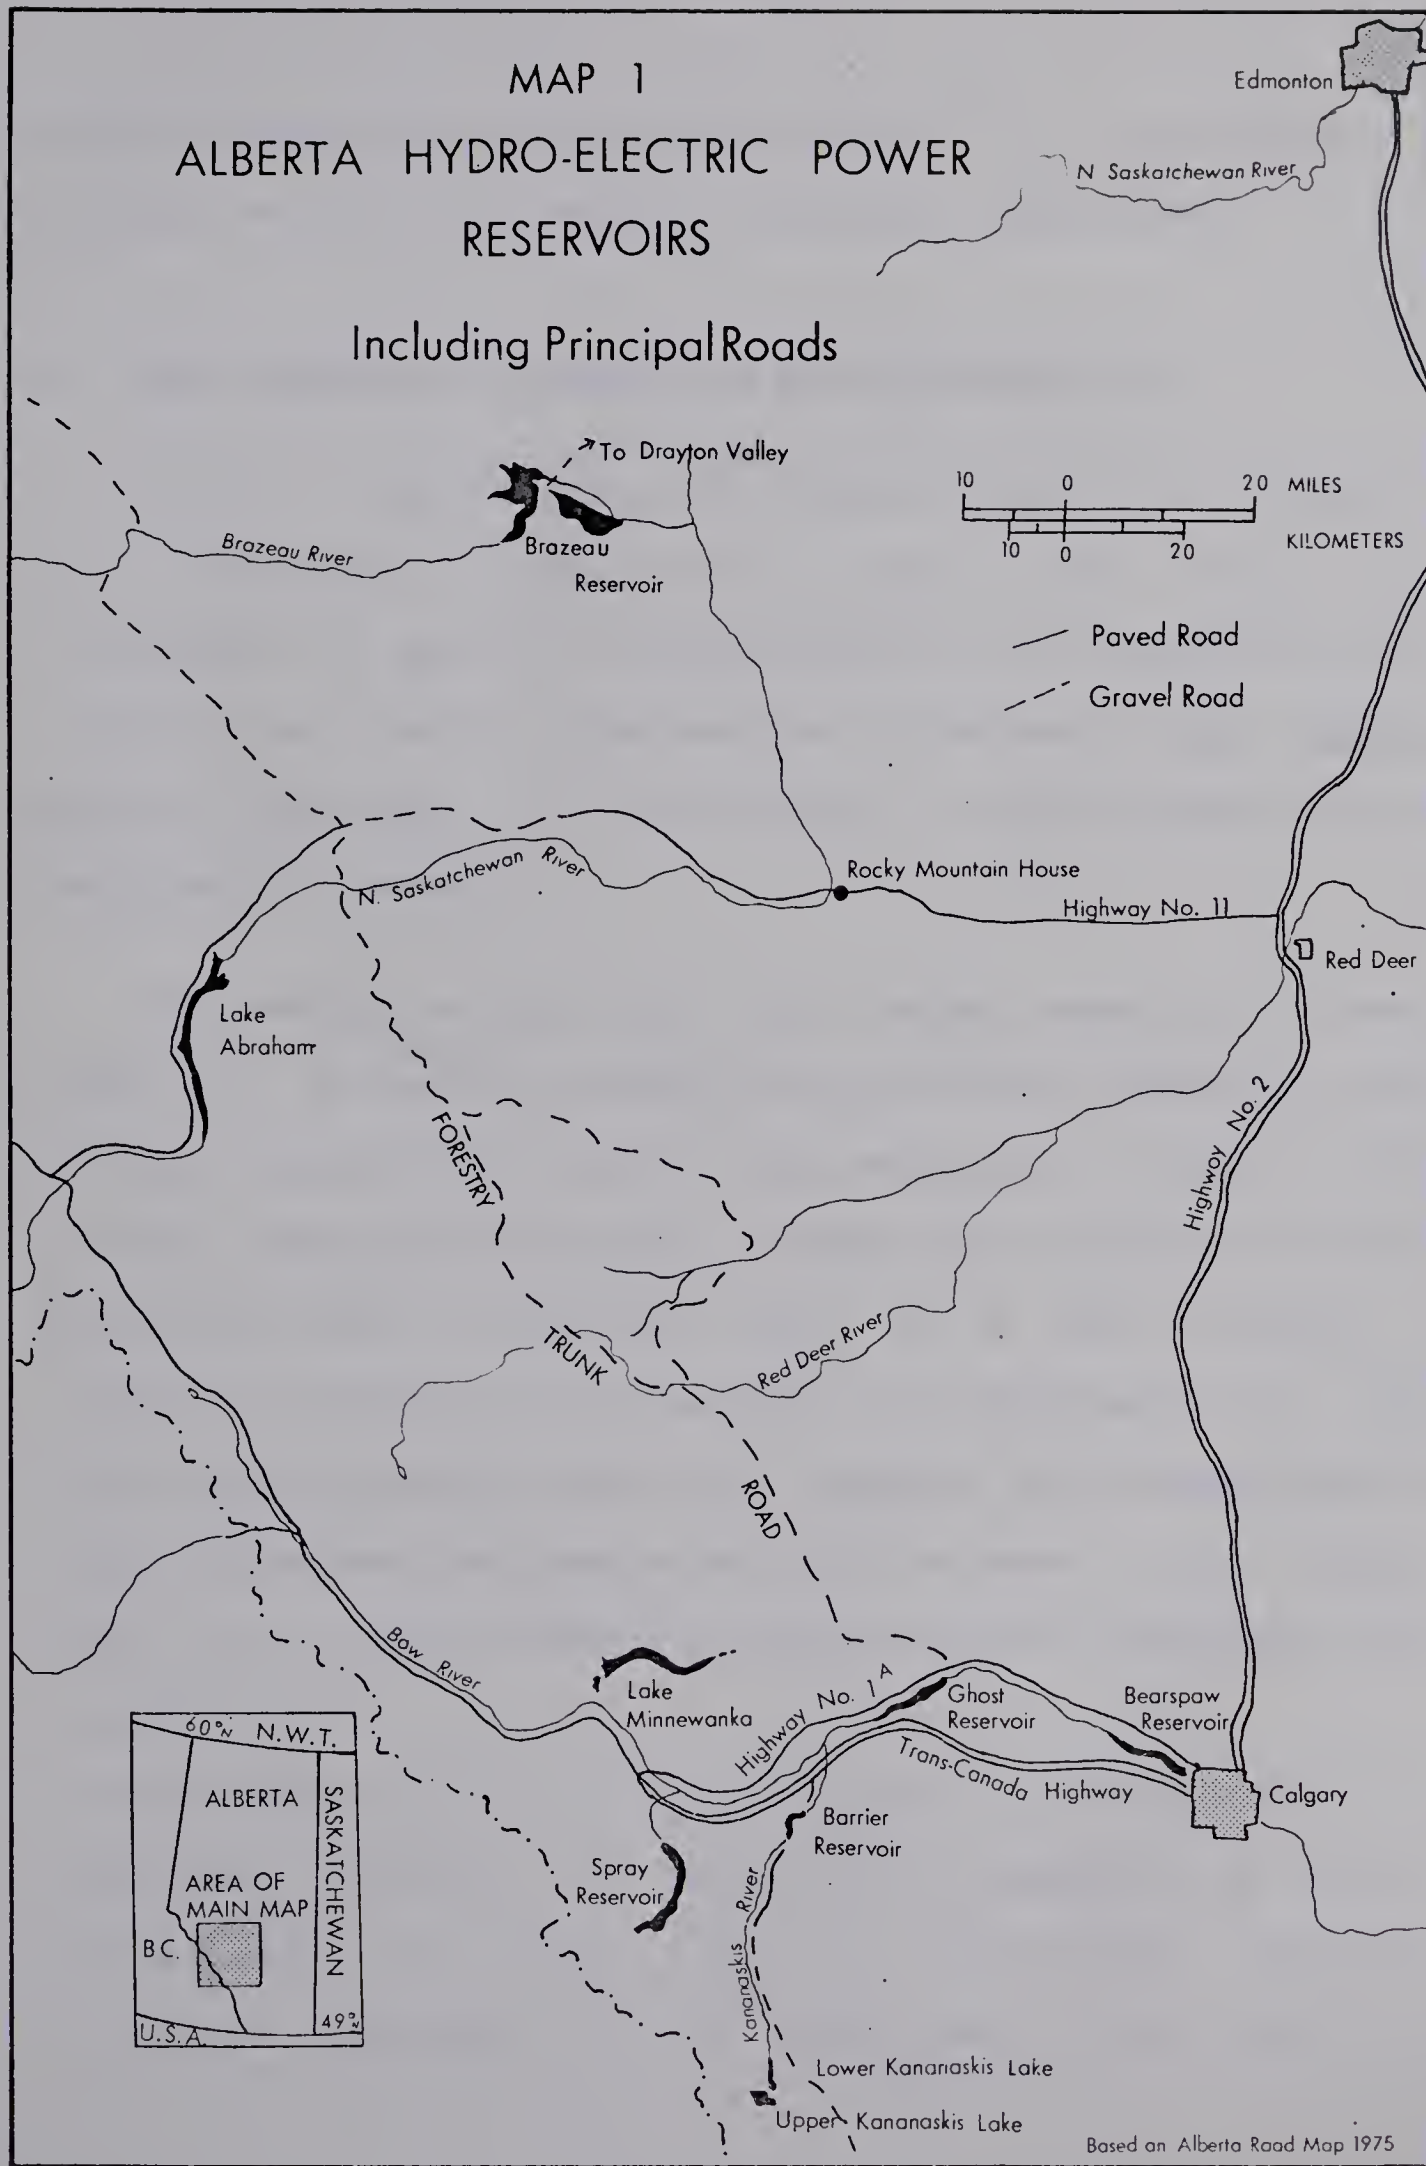 MAP 1
ALBERTA HYDRO-ELECTRIC POWER
RESERVOIRS
Including Principal Roads
Edmonton
N Saskatchewan River
To Drayton Valley
10 0 20 MILES
10 0 20 KILOMETERS
Brazeau River
Brazeau
Reservoir
Paved Road
Gravel Road
N. Saskatchewan River
Rocky Mountain House
Highway No. 11
Red Deer
Lake
Abraham
FORESTRY
TRUNK
ROAD
Highway No. 2
Red Deer River
Bow River
Lake
Minnewanka
Highway No. 1A
Ghost
Reservoir
Bearspaw
Reservoir
Trans-Canada Highway
Calgary
Barrier
Reservoir
Spray
Reservoir
Kananaskis River
Lower Kananaskis Lake
Upper Kananaskis Lake
60°N N.W.T.
ALBERTA
SASKATCHEWAN
AREA OF
MAIN MAP
BC.
49°N
U.S.A.
Based on Alberta Road Map 1975